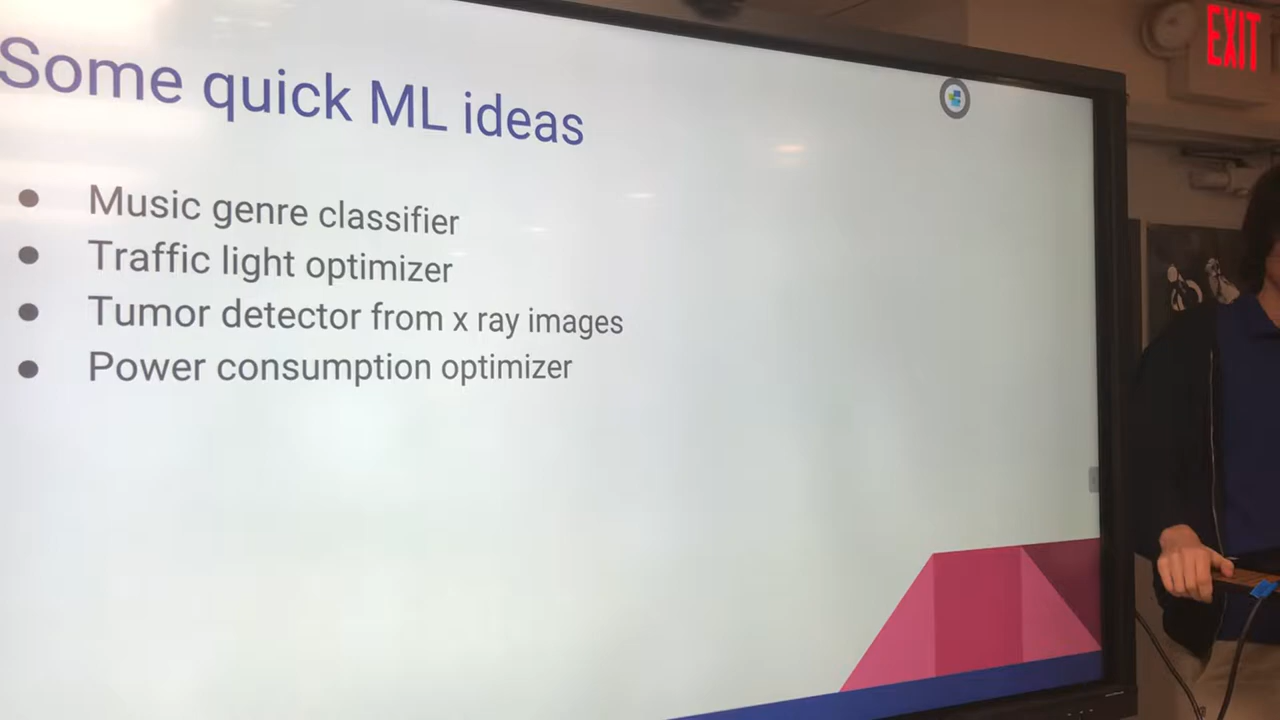 Some quick ML ideas
Music genre classifier
Traffic light optimizer
Tumor detector from x ray images
Power consumption optimizer
EXIT